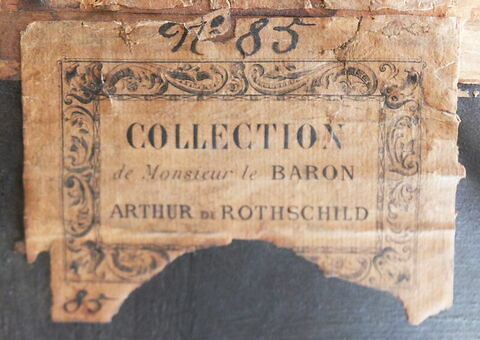 No 85
COLLECTION
de Monsieur le BARON
ARTHUR DE ROTHSCHILD
85